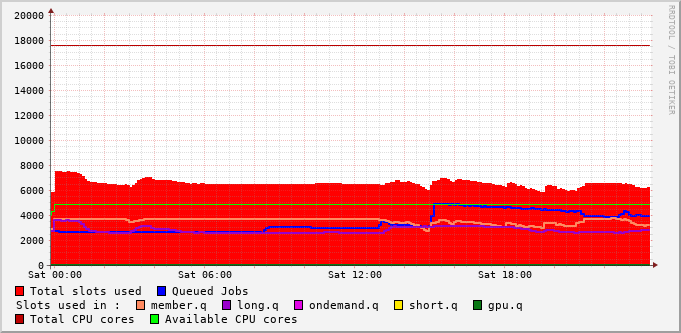 RRDTOOL / TOBI OETIKER
20000
18000
16000
14000
12000
10000
8000
6000
4000
2000
0
Sat 00:00 Sat 06:00 Sat 12:00 Sat 18:00
Total slots used Queued Jobs
Slots used in : member.q long.q ondemand.q short.q gpu.q
Total CPU cores Available CPU cores